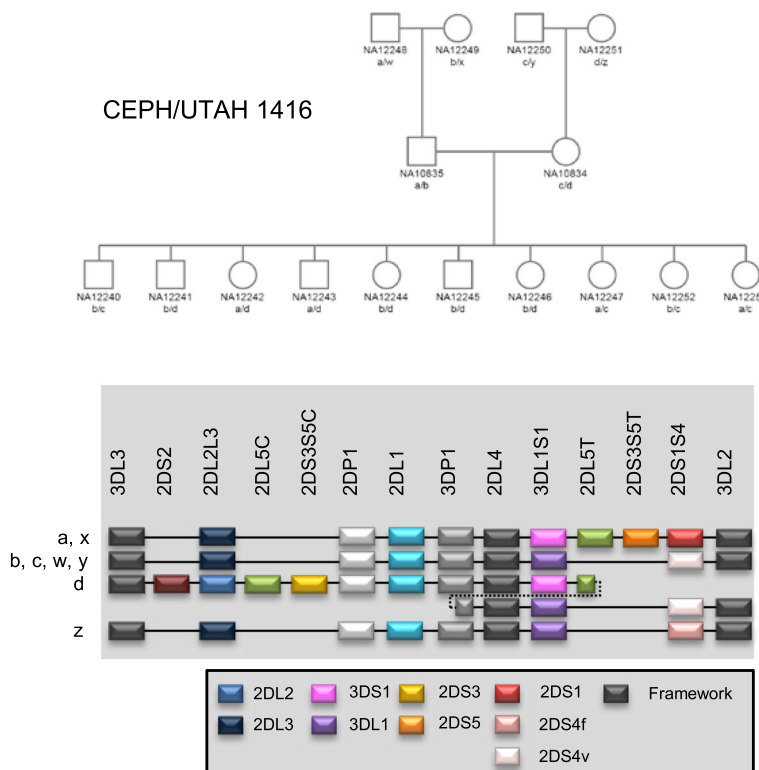 NA12248 NA12249 NA12250 NA12251
a/w b/x c/y d/z
CEPH/UTAH 1416
NA10835 NA10834
a/b c/d
NA12240 NA12241 NA12242 NA12243 NA12244 NA12245 NA12246 NA12247 NA12252 NA1225
b/c b/d a/d a/d b/d b/d b/d a/c b/c a/c
3DL3
2DS2
2DL2L3
2DL5C
2DS3S5C
2DP1
2DL1
3DP1
2DL4
3DL1S1
2DL5T
2DS3S5T
2DS1S4
3DL2
a, x
b, c, w, y
d
z
2DL2 3DS1 2DS3 2DS1 Framework
2DL3 3DL1 2DS5 2DS4f
2DS4v